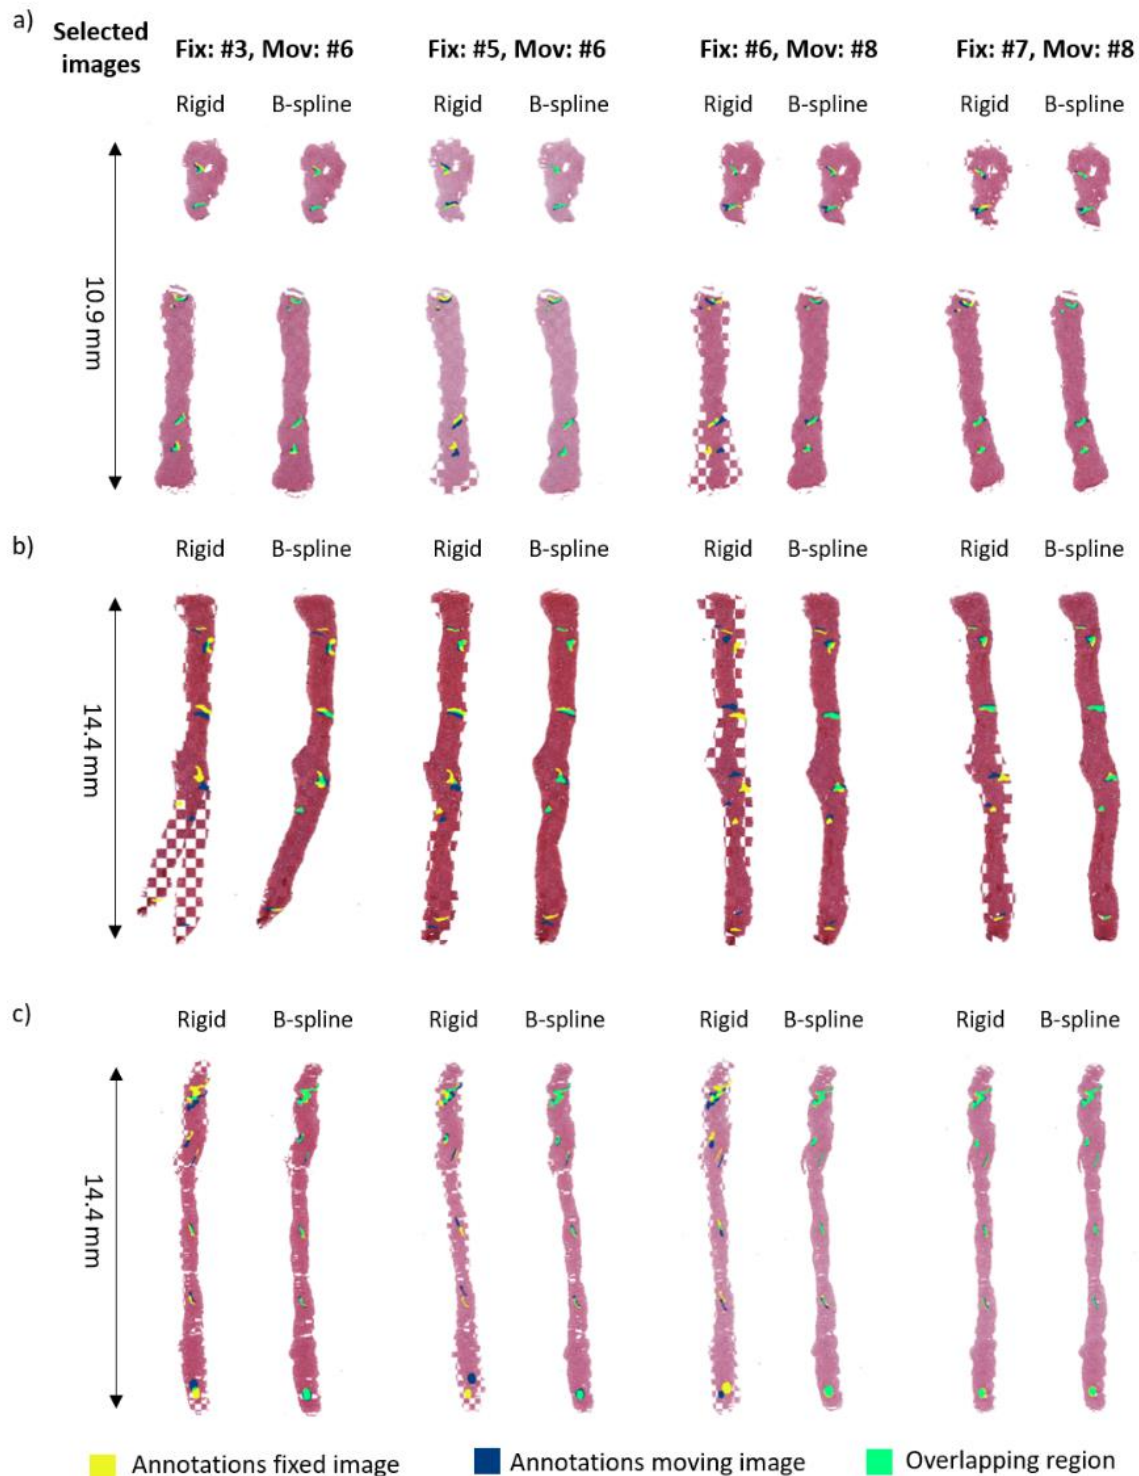 a)
Selected
images
Fix: #3, Mov: #6
Fix: #5, Mov: #6
Fix: #6, Mov: #8
Fix: #7, Mov: #8
Rigid
B-spline
Rigid
B-spline
Rigid
B-spline
Rigid
B-spline
10.9 mm
b)
Rigid
B-spline
Rigid
B-spline
Rigid
B-spline
Rigid
B-spline
14.4 mm
c)
Rigid
B-spline
Rigid
B-spline
Rigid
B-spline
Rigid
B-spline
14.4 mm
Annotations fixed image
Annotations moving image
Overlapping region